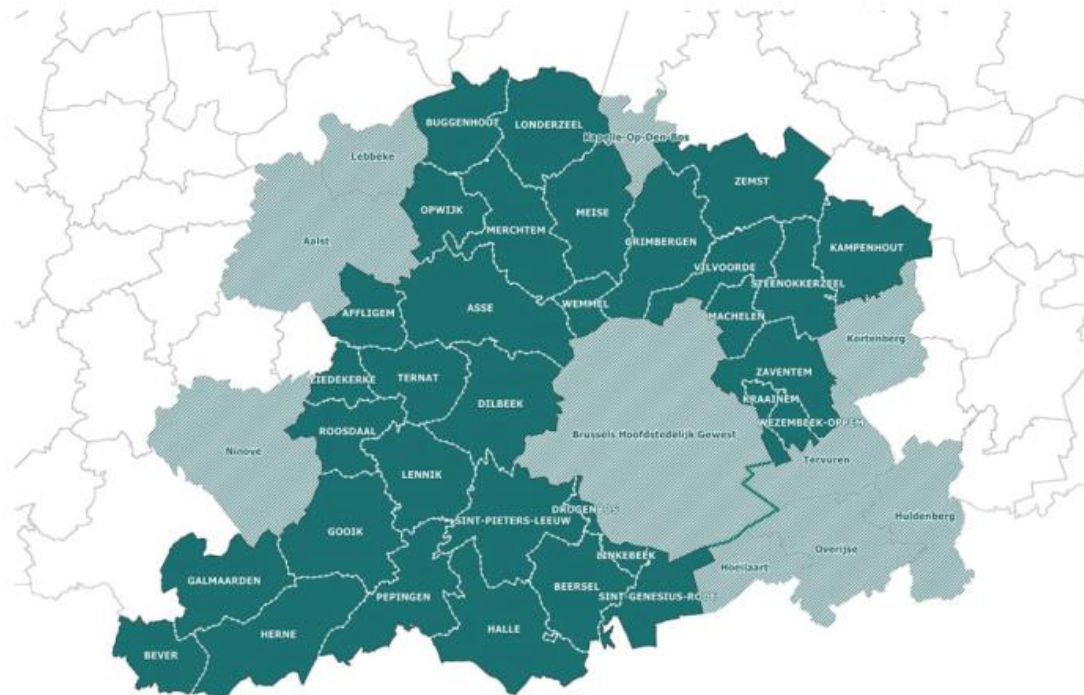 BUGGENHOUT
LONDERZEEL
Kapelle-Op-Den-Bos
Lebbeke
ZEMST
OPWIJK
MEISE
MERCHTEM
Aalst
GRIMBERGEN
KAMPENHOUT
VILVOORDE
STEENOKKERZEEL
ASSE
WEMMEL
AFFLIGEM
MACHELEN
Kortenberg
ZAVENTEM
LIEDEKERKE
TERNAT
KRAAINEM
DILBEEK
WEZEMBEEK-OPPEM
ROOSDAAL
Brussels Hoofdstedelijk Gewest
Ninove
Tervuren
LENNIK
DROGENBOS
Huldenberg
SINT-PIETERS-LEEUW
GOOIK
Overijse
LINKEBEEK
Hoeilaart
GALMAARDEN
BEERSEL
PEPINGEN
SINT-GENESIUS-RODE
HALLE
HERNE
BEVER